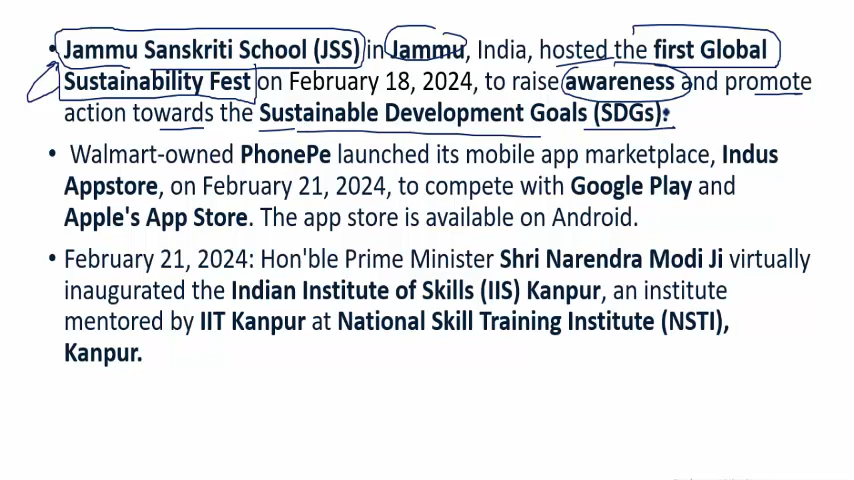 • Jammu Sanskriti School (JSS) in Jammu, India, hosted the first Global
Sustainability Fest on February 18, 2024, to raise awareness and promote
action towards the Sustainable Development Goals (SDGs):
• Walmart-owned PhonePe launched its mobile app marketplace, Indus
Appstore, on February 21, 2024, to compete with Google Play and
Apple's App Store. The app store is available on Android.
• February 21, 2024: Hon'ble Prime Minister Shri Narendra Modi Ji virtually
inaugurated the Indian Institute of Skills (IIS) Kanpur, an institute
mentored by IIT Kanpur at National Skill Training Institute (NSTI),
Kanpur.